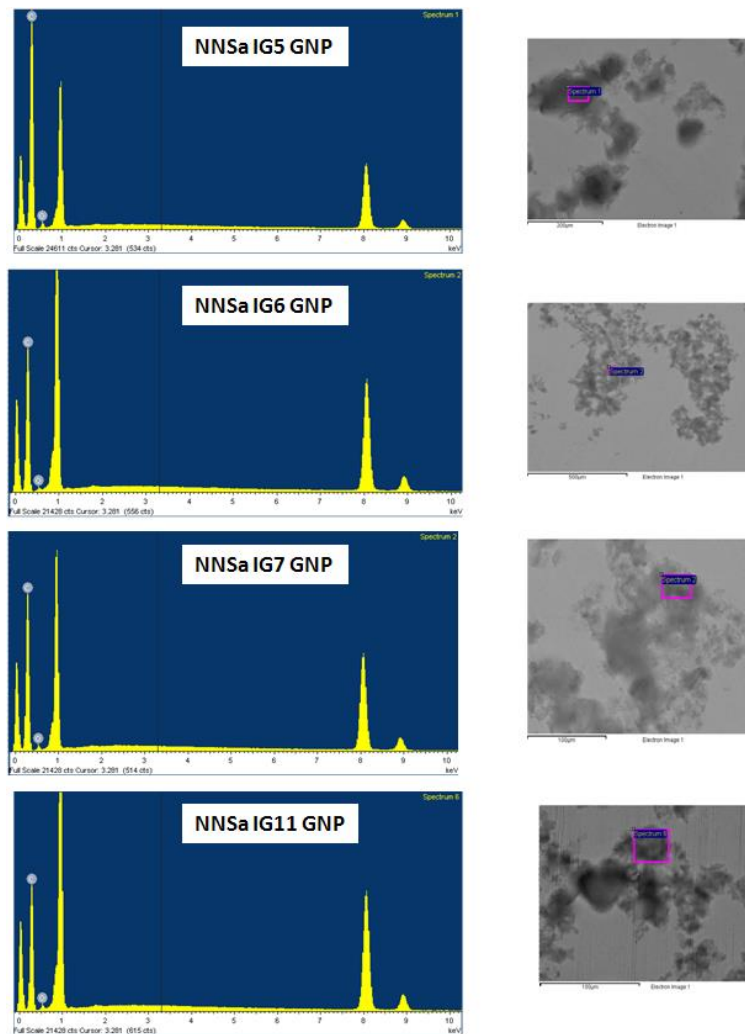 Spectrum 1
NNSa IG5 GNP
0 1 2 3 4 5 6 7 8 9 10
Full Scale 24611 cts Cursor: 3.281 (534 cts) keV
Spectrum 1
200µm Electron Image 1
Spectrum 2
NNSa IG6 GNP
0 1 2 3 4 5 6 7 8 9 10
Full Scale 21428 cts Cursor: 3.281 (556 cts) keV
Spectrum 2
500µm Electron Image 1
Spectrum 2
NNSa IG7 GNP
0 1 2 3 4 5 6 7 8 9 10
Full Scale 21428 cts Cursor: 3.281 (514 cts) keV
Spectrum 2
100µm Electron Image 1
Spectrum 6
NNSa IG11 GNP
0 1 2 3 4 5 6 7 8 9 10
Full Scale 21428 cts Cursor: 3.281 (615 cts) keV
Spectrum 6
100µm Electron Image 1